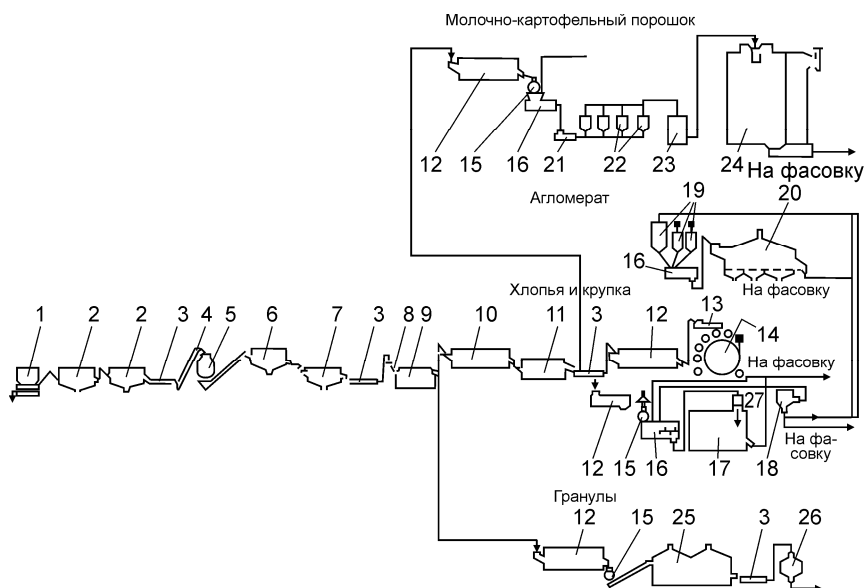 Молочно-картофельный порошок
12 15 16 21 22 23 24
На фасовку
Агломерат
19 20
16
На фасовку
Хлопья и крупка
1 2 2 3 4 5 6 7 3 8 9 10 11 3 12 13
14
На фасовку
27
12 15 16 17 18
На фа-
совку
Гранулы
12 15 25 3 26